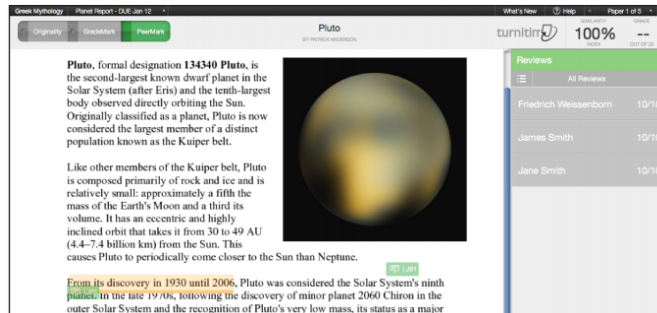 Greek Mythology Planet Report - DUE Jan 12 What's New Help Paper 1 of 5
Originality GradeMark PeerMark
Pluto
BY PATRICK ANDERSON
turnitin
SIMILARITY
100%
INDEX
GRADE
--
OUT OF 20
Reviews
All Reviews
Friedrich Weissenborn 10/10
James Smith 10/10
Jane Smith 10/10
Pluto, formal designation 134340 Pluto, is
the second-largest known dwarf planet in the
Solar System (after Eris) and the tenth-largest
body observed directly orbiting the Sun.
Originally classified as a planet, Pluto is now
considered the largest member of a distinct
population known as the Kuiper belt.
Like other members of the Kuiper belt, Pluto
is composed primarily of rock and ice and is
relatively small: approximately a fifth the
mass of the Earth's Moon and a third its
volume. It has an eccentric and highly
inclined orbit that takes it from 30 to 49 AU
(4.4–7.4 billion km) from the Sun. This
causes Pluto to periodically come closer to the Sun than Neptune.
From its discovery in 1930 until 2006, Pluto was considered the Solar System's ninth
planet. In the late 1970s, following the discovery of minor planet 2060 Chiron in the
outer Solar System and the recognition of Pluto's very low mass, its status as a major